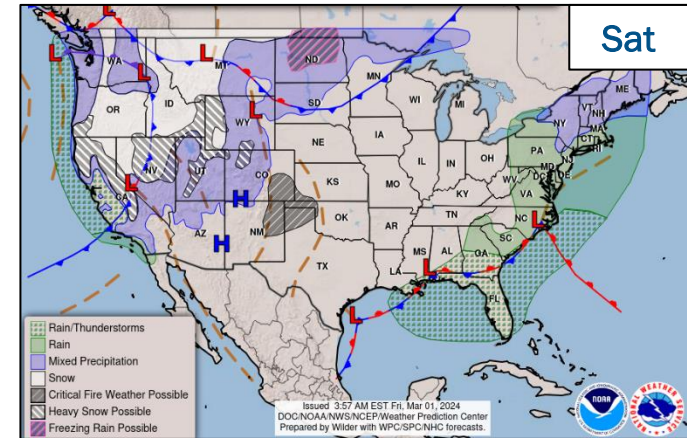 Sat
WA
MT
ND
MN
ME
OR
ID
SD
WI
MI
VT
NH
NY
MA
CT
RI
WY
NE
IA
PA
NJ
NV
UT
CO
IL
IN
OH
MD
DE
DC
WV
VA
CA
KS
MO
KY
AZ
NM
OK
AR
TN
NC
SC
TX
LA
MS
AL
GA
FL
L
L
L
L
L
L
L
L
L
L
H
H
Rain/Thunderstorms
Rain
Mixed Precipitation
Snow
Critical Fire Weather Possible
Heavy Snow Possible
Freezing Rain Possible
Issued 3:57 AM EST Fri, Mar 01, 2024
DOC/NOAA/NWS/NCEP/Weather Prediction Center
Prepared by Wilder with WPC/SPC/NHC forecasts.
NOAA